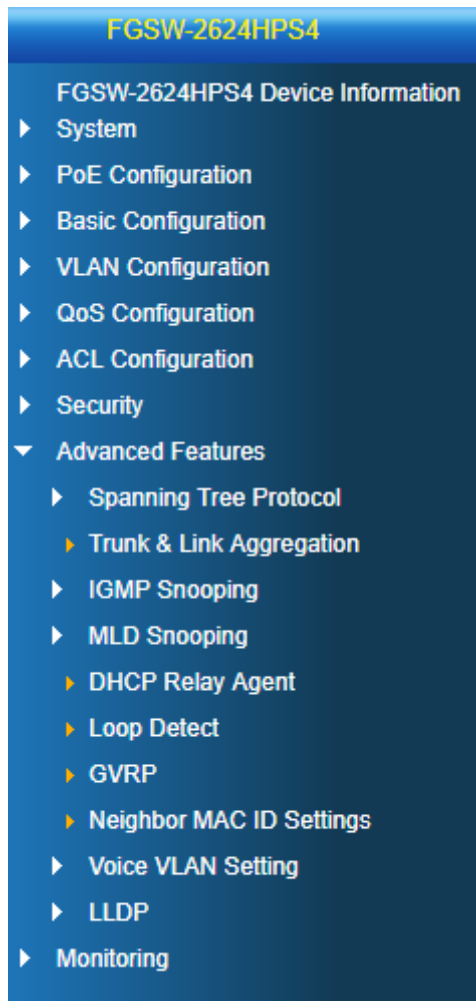 FGSW-2624HPS4
FGSW-2624HPS4 Device Information
System
PoE Configuration
Basic Configuration
VLAN Configuration
QoS Configuration
ACL Configuration
Security
Advanced Features
Spanning Tree Protocol
Trunk & Link Aggregation
IGMP Snooping
MLD Snooping
DHCP Relay Agent
Loop Detect
GVRP
Neighbor MAC ID Settings
Voice VLAN Setting
LLDP
Monitoring